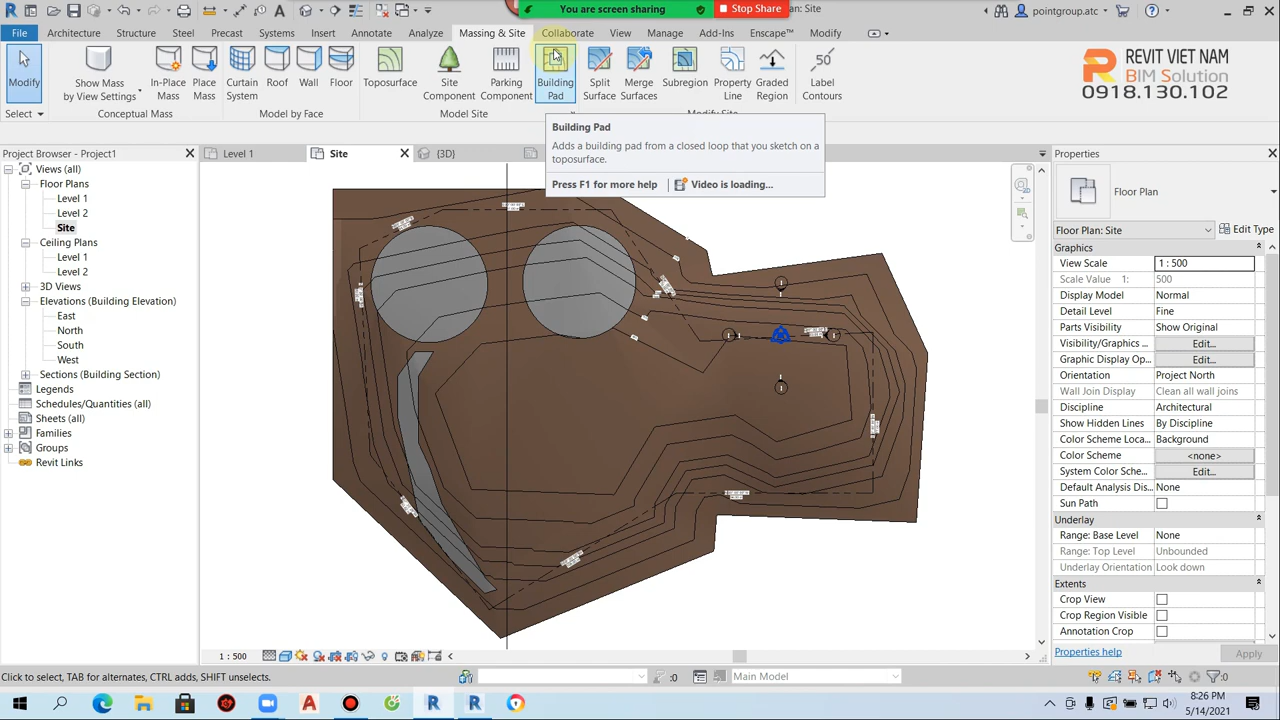 You are screen sharing
Stop Share
: Site
pointgroup.atc
File
Architecture
Structure
Steel
Precast
Systems
Insert
Annotate
Analyze
Massing & Site
Collaborate
View
Manage
Add-Ins
Enscape™
Modify
Modify
Show Mass
by View Settings
In-Place
Mass
Place
Mass
Curtain
System
Roof
Wall
Floor
Toposurface
Site
Component
Parking
Component
Building
Pad
Split
Surface
Merge
Surfaces
Subregion
Property
Line
Graded
Region
Label
Contours
REVIT VIET NAM
BIM Solution
0918.130.102
Select
Conceptual Mass
Model by Face
Model Site
Building Pad
Adds a building pad from a closed loop that you sketch on a
toposurface.
Press F1 for more help
Video is loading...
Project Browser - Project1
Level 1
Site
{3D}
Views (all)
Floor Plans
Level 1
Level 2
Site
Ceiling Plans
Level 1
Level 2
3D Views
Elevations (Building Elevation)
East
North
South
West
Sections (Building Section)
Legends
Schedules/Quantities (all)
Sheets (all)
Families
Groups
Revit Links
Properties
Floor Plan
Floor Plan: Site
Edit Type
Graphics
View Scale
1 : 500
Scale Value 1:
500
Display Model
Normal
Detail Level
Fine
Parts Visibility
Show Original
Visibility/Graphic...
Edit...
Graphic Display Op...
Edit...
Orientation
Project North
Wall Join Display
Clean all wall joins
Discipline
Architectural
Show Hidden Lines
By Discipline
Color Scheme Loca...
Background
Color Scheme
<none>
System Color Sche...
Edit...
Default Analysis Dis...
None
Sun Path
Underlay
Range: Base Level
None
Range: Top Level
Unbounded
Underlay Orientation
Look down
Extents
Crop View
Crop Region Visible
Annotation Crop
Properties help
Apply
1 : 500
Click to select, TAB for alternates, CTRL adds, SHIFT unselects.
:0
Main Model
:0
8:26 PM
5/14/2021